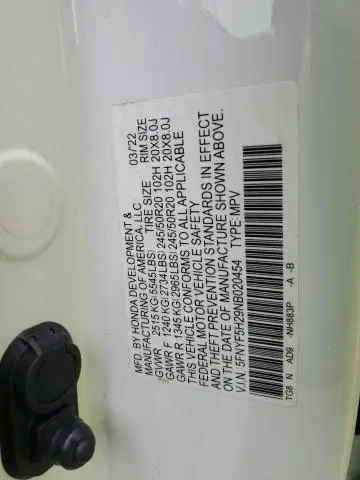 MFD. BY HONDA DEVELOPMENT & 03/'22
MANUFACTURING OF AMERICA, LLC
TIRE SIZE RIM SIZE
GVWR 2515 KG(5545LBS)
GAWR F 1240 KG(2734LBS) 245/50R20 102H 20X8.0J
GAWR R 1345 KG(2965LBS) 245/50R20 102H 20X8.0J
THIS VEHICLE CONFORMS TO ALL APPLICABLE
FEDERAL MOTOR VEHICLE SAFETY
AND THEFT PREVENTION STANDARDS IN EFFECT
ON THE DATE OF MANUFACTURE SHOWN ABOVE.
V.I.N. 5FNYF5H29NB020454 TYPE: MPV
TG8 N AD9 -NH883P -A -B